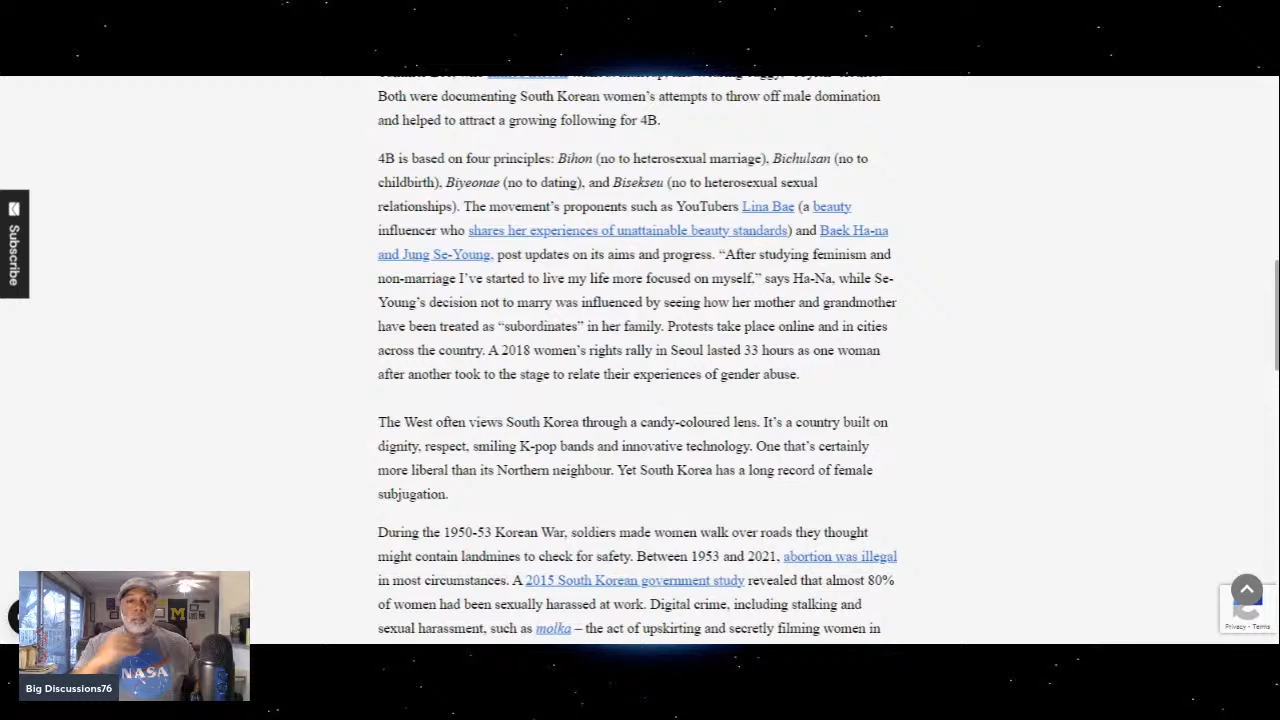 Both were documenting South Korean women's attempts to throw off male domination
and helped to attract a growing following for 4B.
4B is based on four principles: Bihon (no to heterosexual marriage), Bichulsan (no to
childbirth), Biyeonae (no to dating), and Bisekseu (no to heterosexual sexual
relationships). The movement's proponents such as YouTubers Lina Bae (a beauty
influencer who shares her experiences of unattainable beauty standards) and Baek Ha-na
and Jung Se-Young, post updates on its aims and progress. “After studying feminism and
non-marriage I've started to live my life more focused on myself,” says Ha-Na, while Se-
Young's decision not to marry was influenced by seeing how her mother and grandmother
have been treated as “subordinates” in her family. Protests take place online and in cities
across the country. A 2018 women's rights rally in Seoul lasted 33 hours as one woman
after another took to the stage to relate their experiences of gender abuse.
The West often views South Korea through a candy-coloured lens. It's a country built on
dignity, respect, smiling K-pop bands and innovative technology. One that's certainly
more liberal than its Northern neighbour. Yet South Korea has a long record of female
subjugation.
During the 1950-53 Korean War, soldiers made women walk over roads they thought
might contain landmines to check for safety. Between 1953 and 2021, abortion was illegal
in most circumstances. A 2015 South Korean government study revealed that almost 80%
of women had been sexually harassed at work. Digital crime, including stalking and
sexual harassment, such as molka – the act of upskirting and secretly filming women in
Subscribe
Privacy - Terms
M
NASA
Big Discussions76